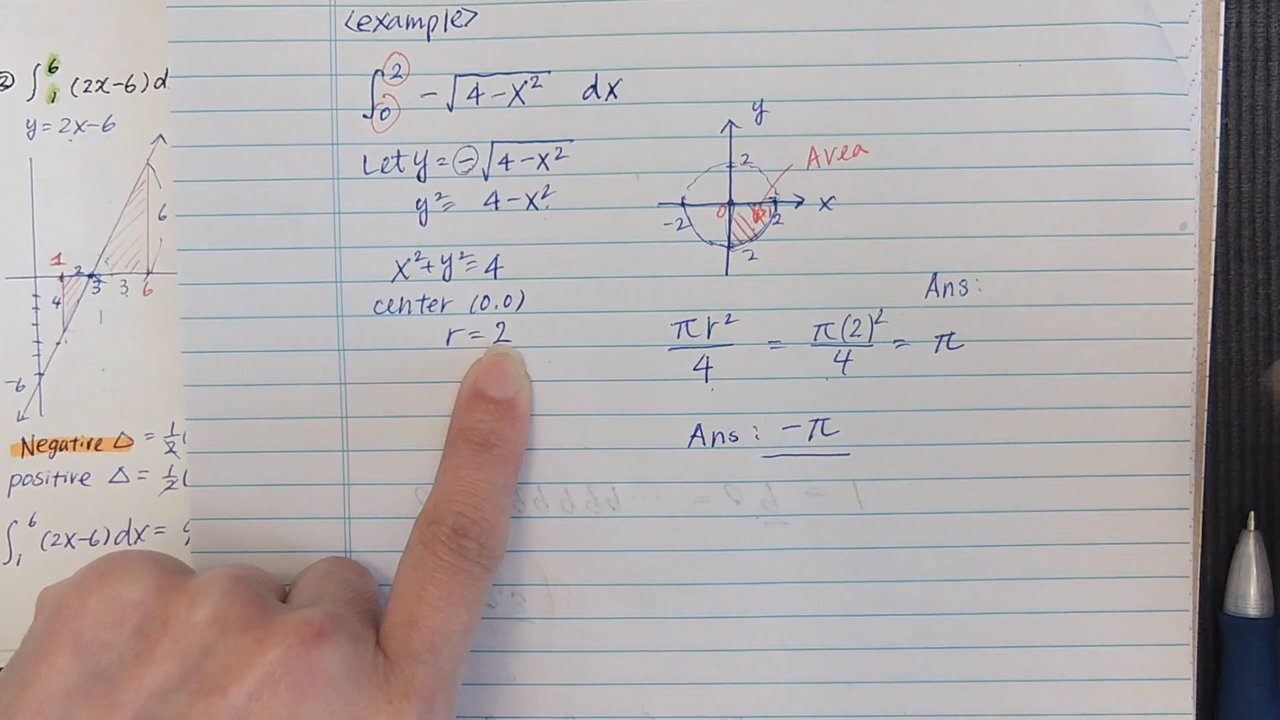 <example>
∫₀² -√(4-x²) dx
Let y = -√(4-x²)
y² = 4-x²
x²+y²=4
center (0.0)
r=2
y
2
Area
x
-2
0
2
-2
Ans:
πr²/4 = π(2)²/4 = π
Ans: -π
② ∫₁⁶ (2x-6)d
y=2x-6
6
1
2
3
3
6
4
-6
Negative △ = ½(
positive △ = ½(
∫₁⁶ (2x-6)dx =